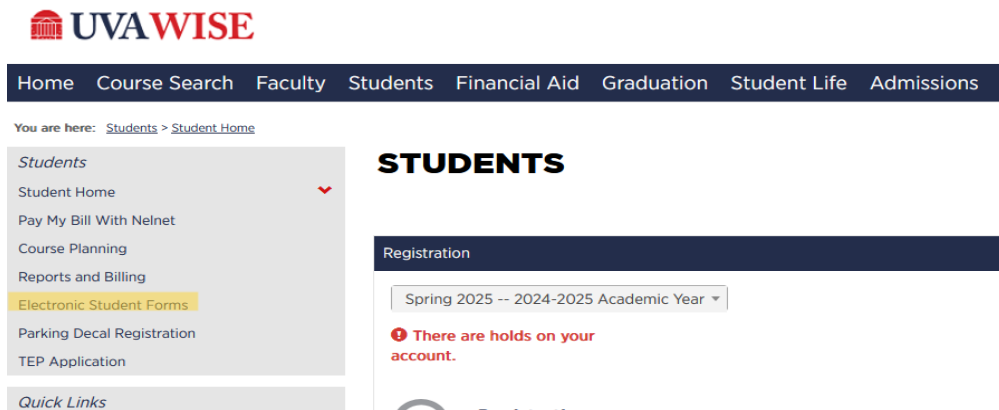 UVA WISE
Home Course Search Faculty Students Financial Aid Graduation Student Life Admissions
You are here: Students > Student Home
Students
Student Home
Pay My Bill With Nelnet
Course Planning
Reports and Billing
Electronic Student Forms
Parking Decal Registration
TEP Application
Quick Links
STUDENTS
Registration
Spring 2025 -- 2024-2025 Academic Year
There are holds on your
account.